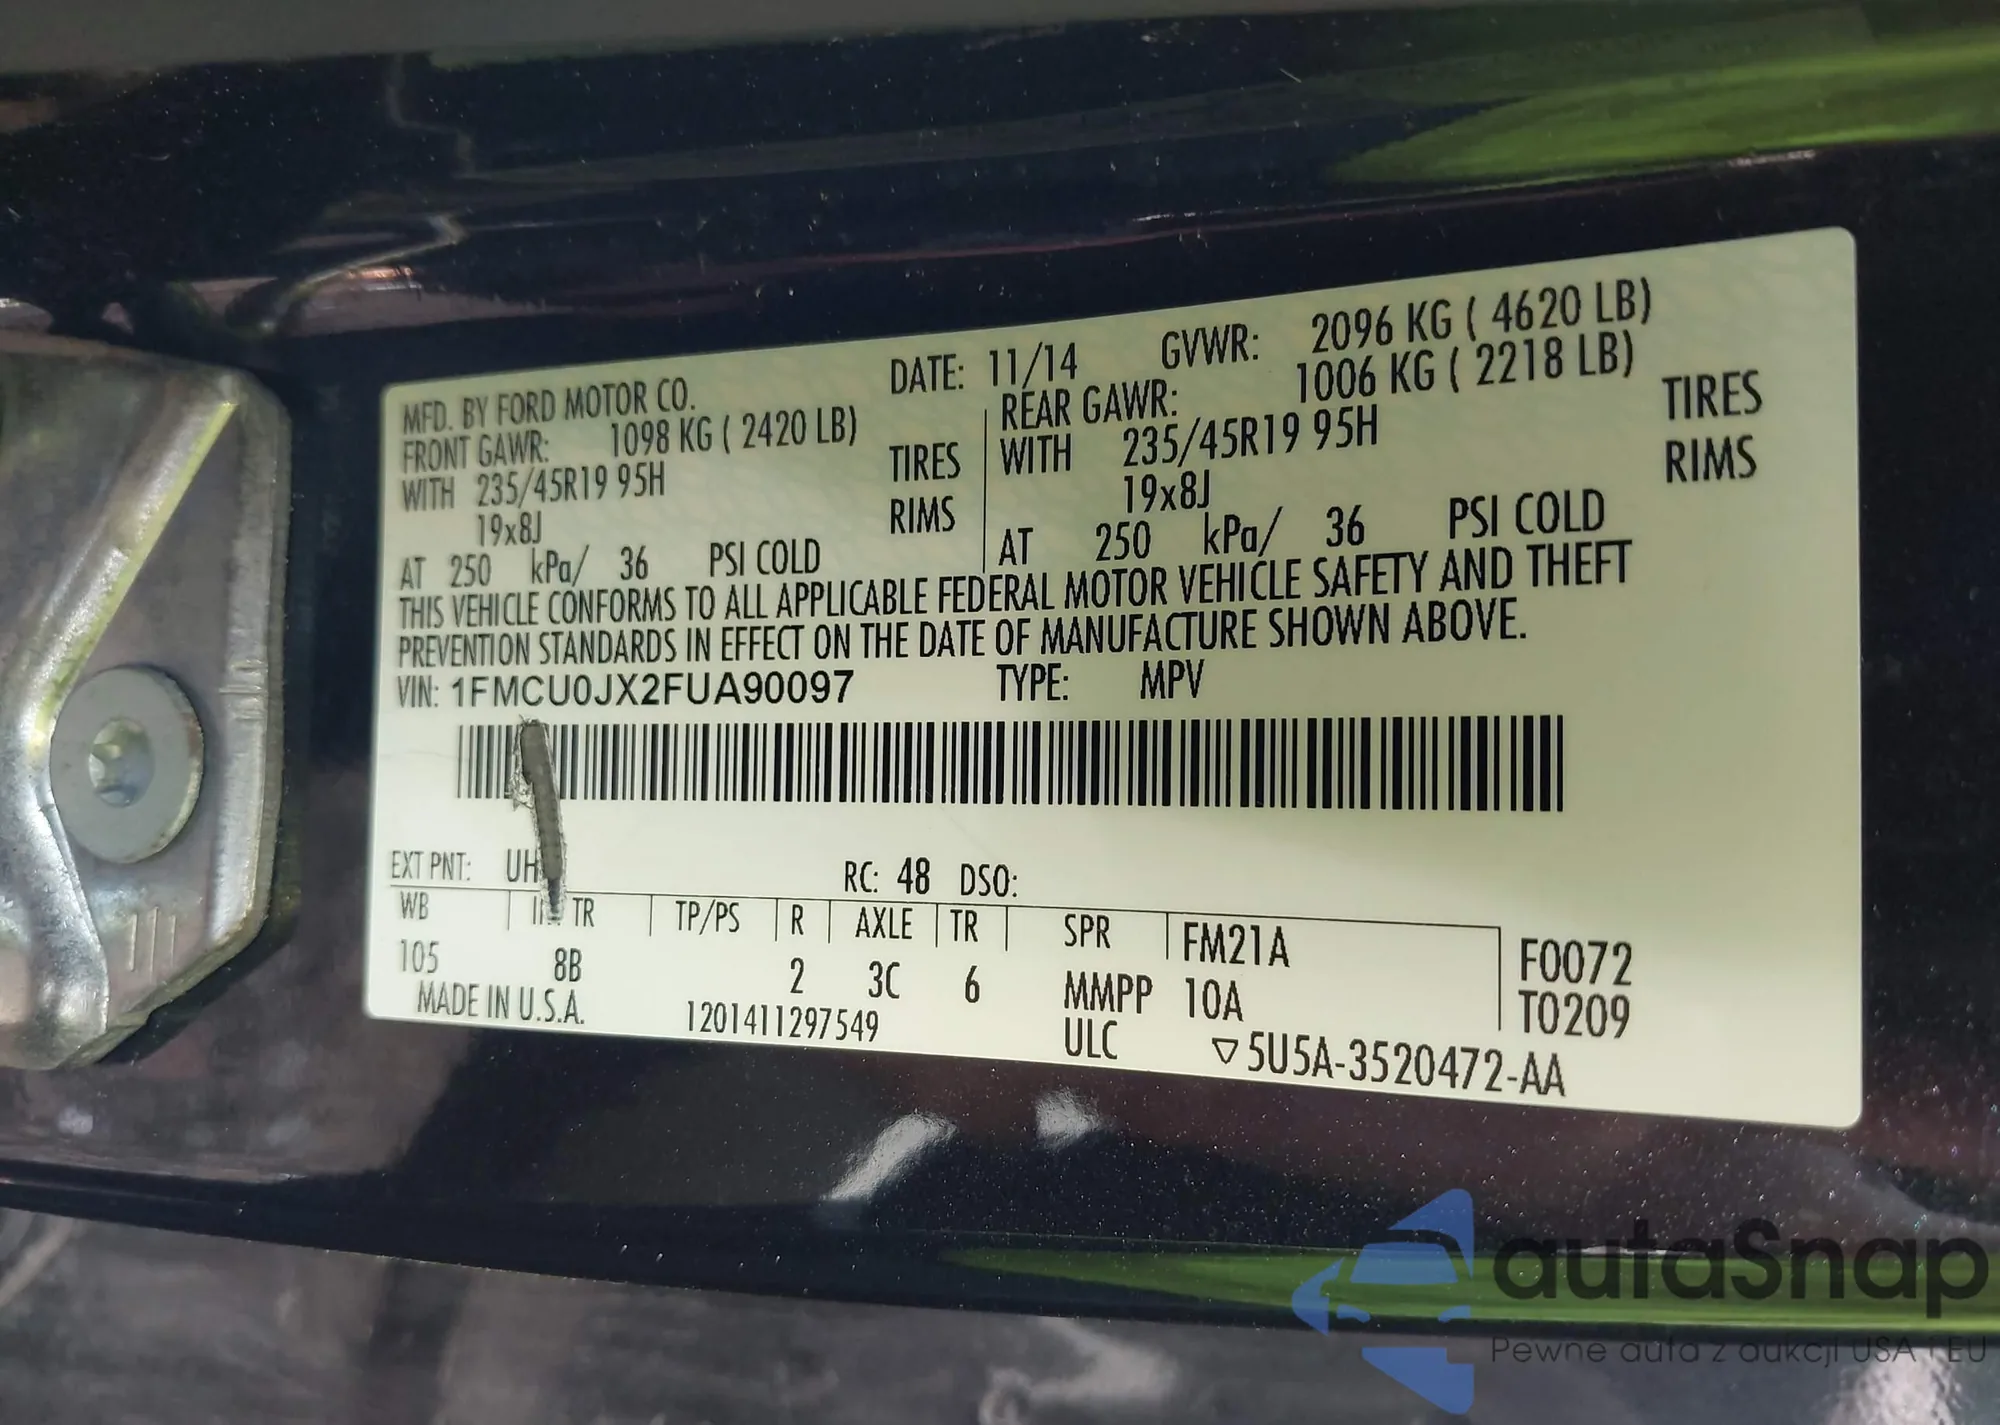 MFD. BY FORD MOTOR CO. DATE: 11/14 GVWR: 2096 KG ( 4620 LB)
FRONT GAWR: 1098 KG ( 2420 LB) REAR GAWR: 1006 KG ( 2218 LB)
WITH 235/45R19 95H TIRES WITH 235/45R19 95H TIRES
19x8J RIMS 19x8J RIMS
AT 250 kPa/ 36 PSI COLD AT 250 kPa/ 36 PSI COLD
THIS VEHICLE CONFORMS TO ALL APPLICABLE FEDERAL MOTOR VEHICLE SAFETY AND THEFT
PREVENTION STANDARDS IN EFFECT ON THE DATE OF MANUFACTURE SHOWN ABOVE.
VIN: 1FMCU0JX2FUA90097 TYPE: MPV
EXT PNT: UH RC: 48 DSO:
WB TR TP/PS R AXLE TR SPR FM21A F0072
105 8B 2 3C 6 MMPP 10A T0209
MADE IN U.S.A. 1201411297549 ULC ▽5U5A-3520472-AA
autaSnap
Pewne auta z aukcji USA i EU